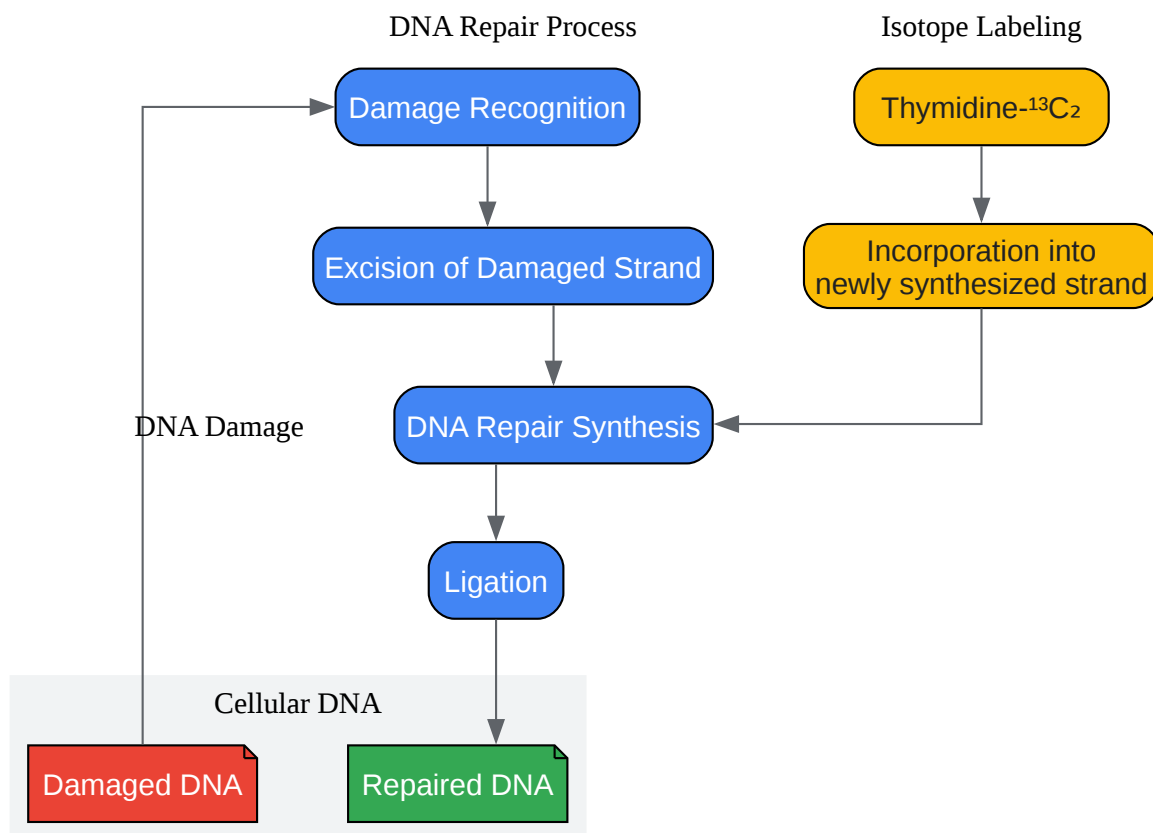 DNA Repair Process
Isotope Labeling
Damage Recognition
Thymidine-¹³C₂
Excision of Damaged Strand
Incorporation into
newly synthesized strand
DNA Repair Synthesis
DNA Damage
Ligation
Cellular DNA
Damaged DNA
Repaired DNA